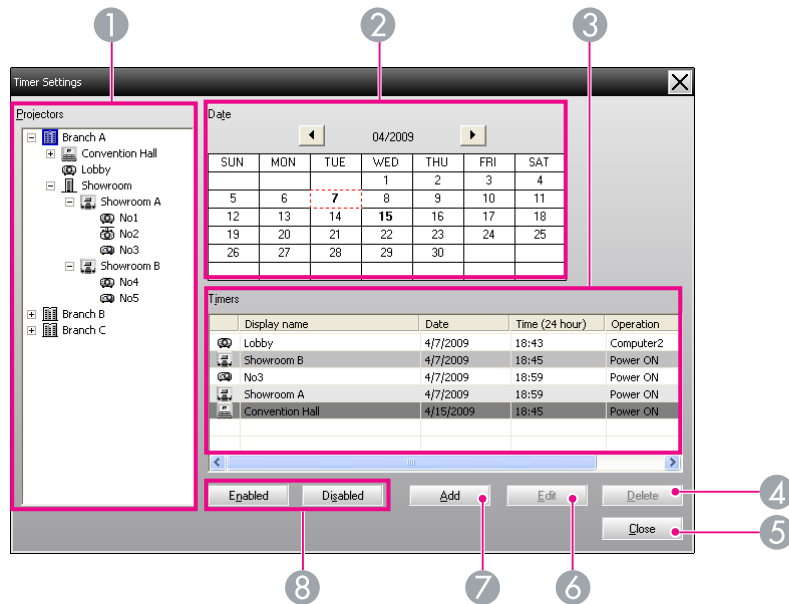 1 2 3
Timer Settings
Projectors
Branch A
Convention Hall
Lobby
Showroom
Showroom A
No1
No2
No3
Showroom B
No4
No5
Branch B
Branch C
Date
04/2009
SUN MON TUE WED THU FRI SAT
1 2 3 4
5 6 7 8 9 10 11
12 13 14 15 16 17 18
19 20 21 22 23 24 25
26 27 28 29 30
Timers
Display name Date Time (24 hour) Operation
Lobby 4/7/2009 18:43 Computer2
Showroom B 4/7/2009 18:45 Power ON
No3 4/7/2009 18:59 Power ON
Showroom A 4/7/2009 18:59 Power ON
Convention Hall 4/15/2009 18:45 Power ON
Enabled Disabled Add Edit Delete 4
Close 5
8 7 6